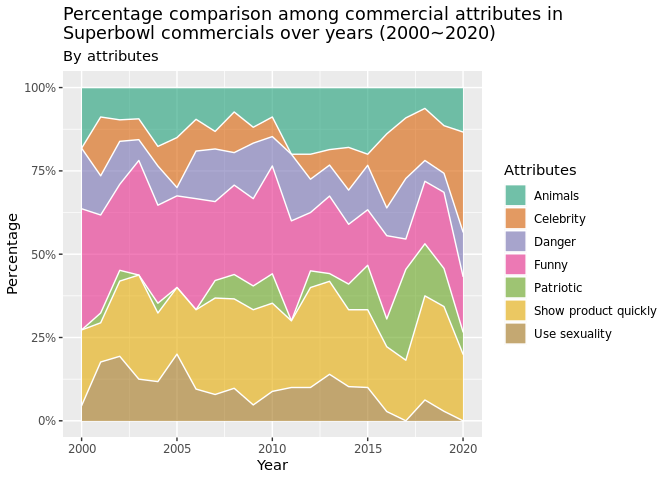 Percentage comparison among commercial attributes in
Superbowl commercials over years (2000~2020)
By attributes
100%
75%
50%
25%
0%
Percentage
2000 2005 2010 2015 2020
Year
Attributes
Animals
Celebrity
Danger
Funny
Patriotic
Show product quickly
Use sexuality